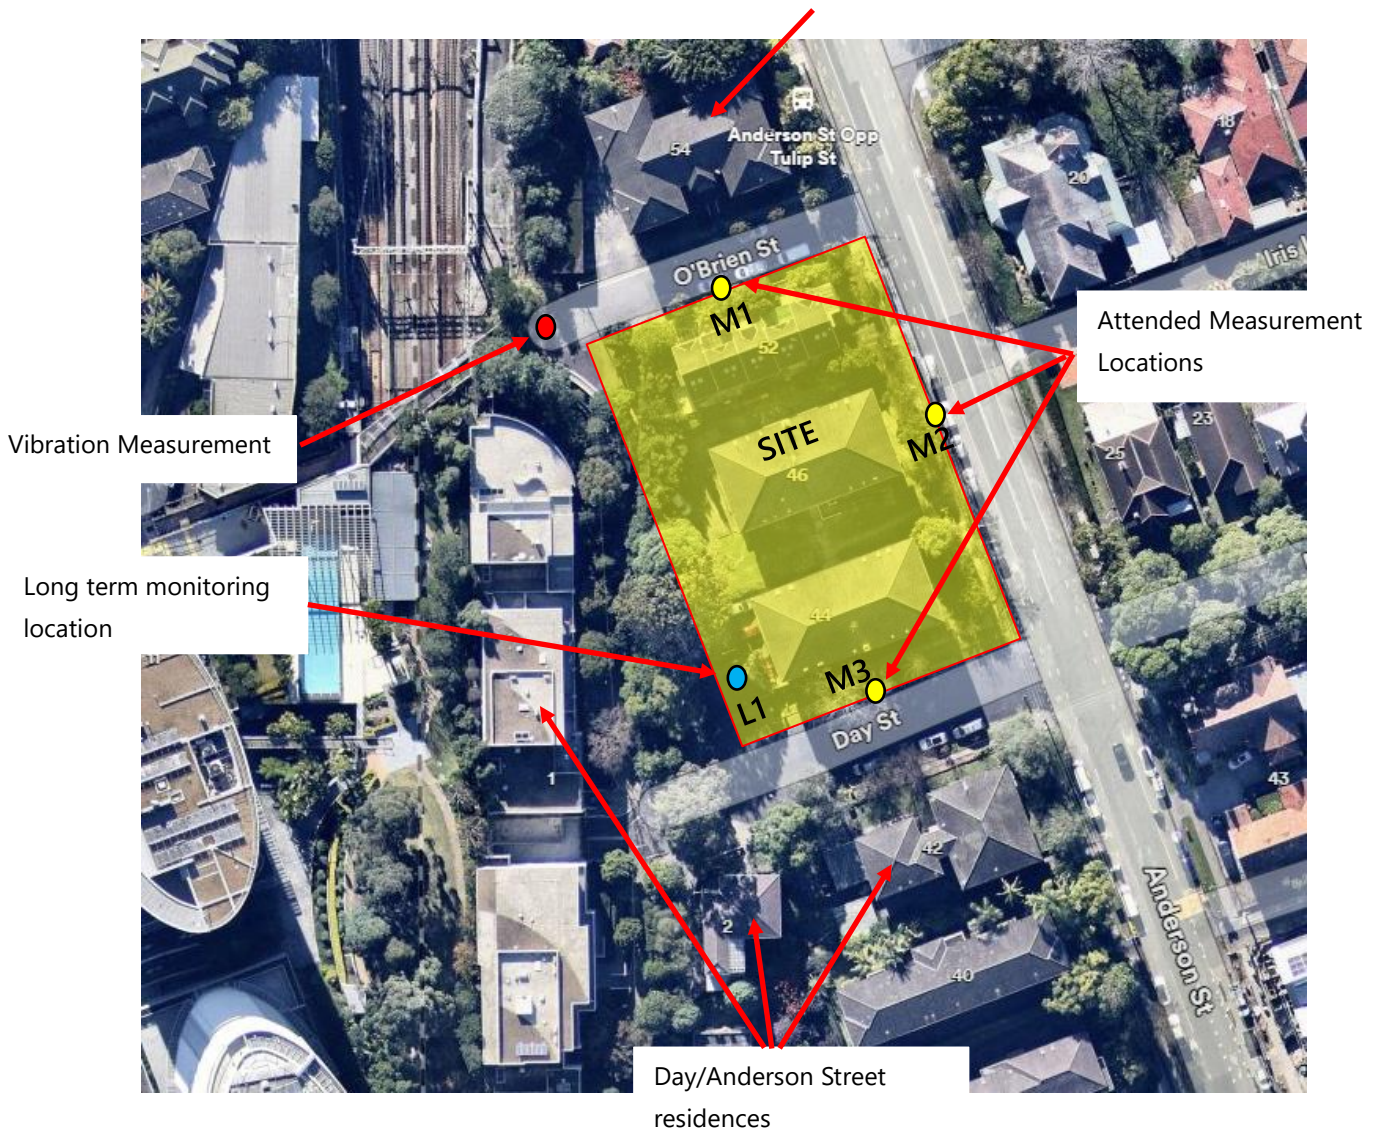 54
Anderson St Opp
Tulip St
18
20
O'Brien St
Iris
M1
52
Attended Measurement
Locations
SITE
M2
23
25
Vibration Measurement
46
Long term monitoring
location
44
M3
L1
Day St
1
43
42
2
Anderson St
40
Day/Anderson Street
residences